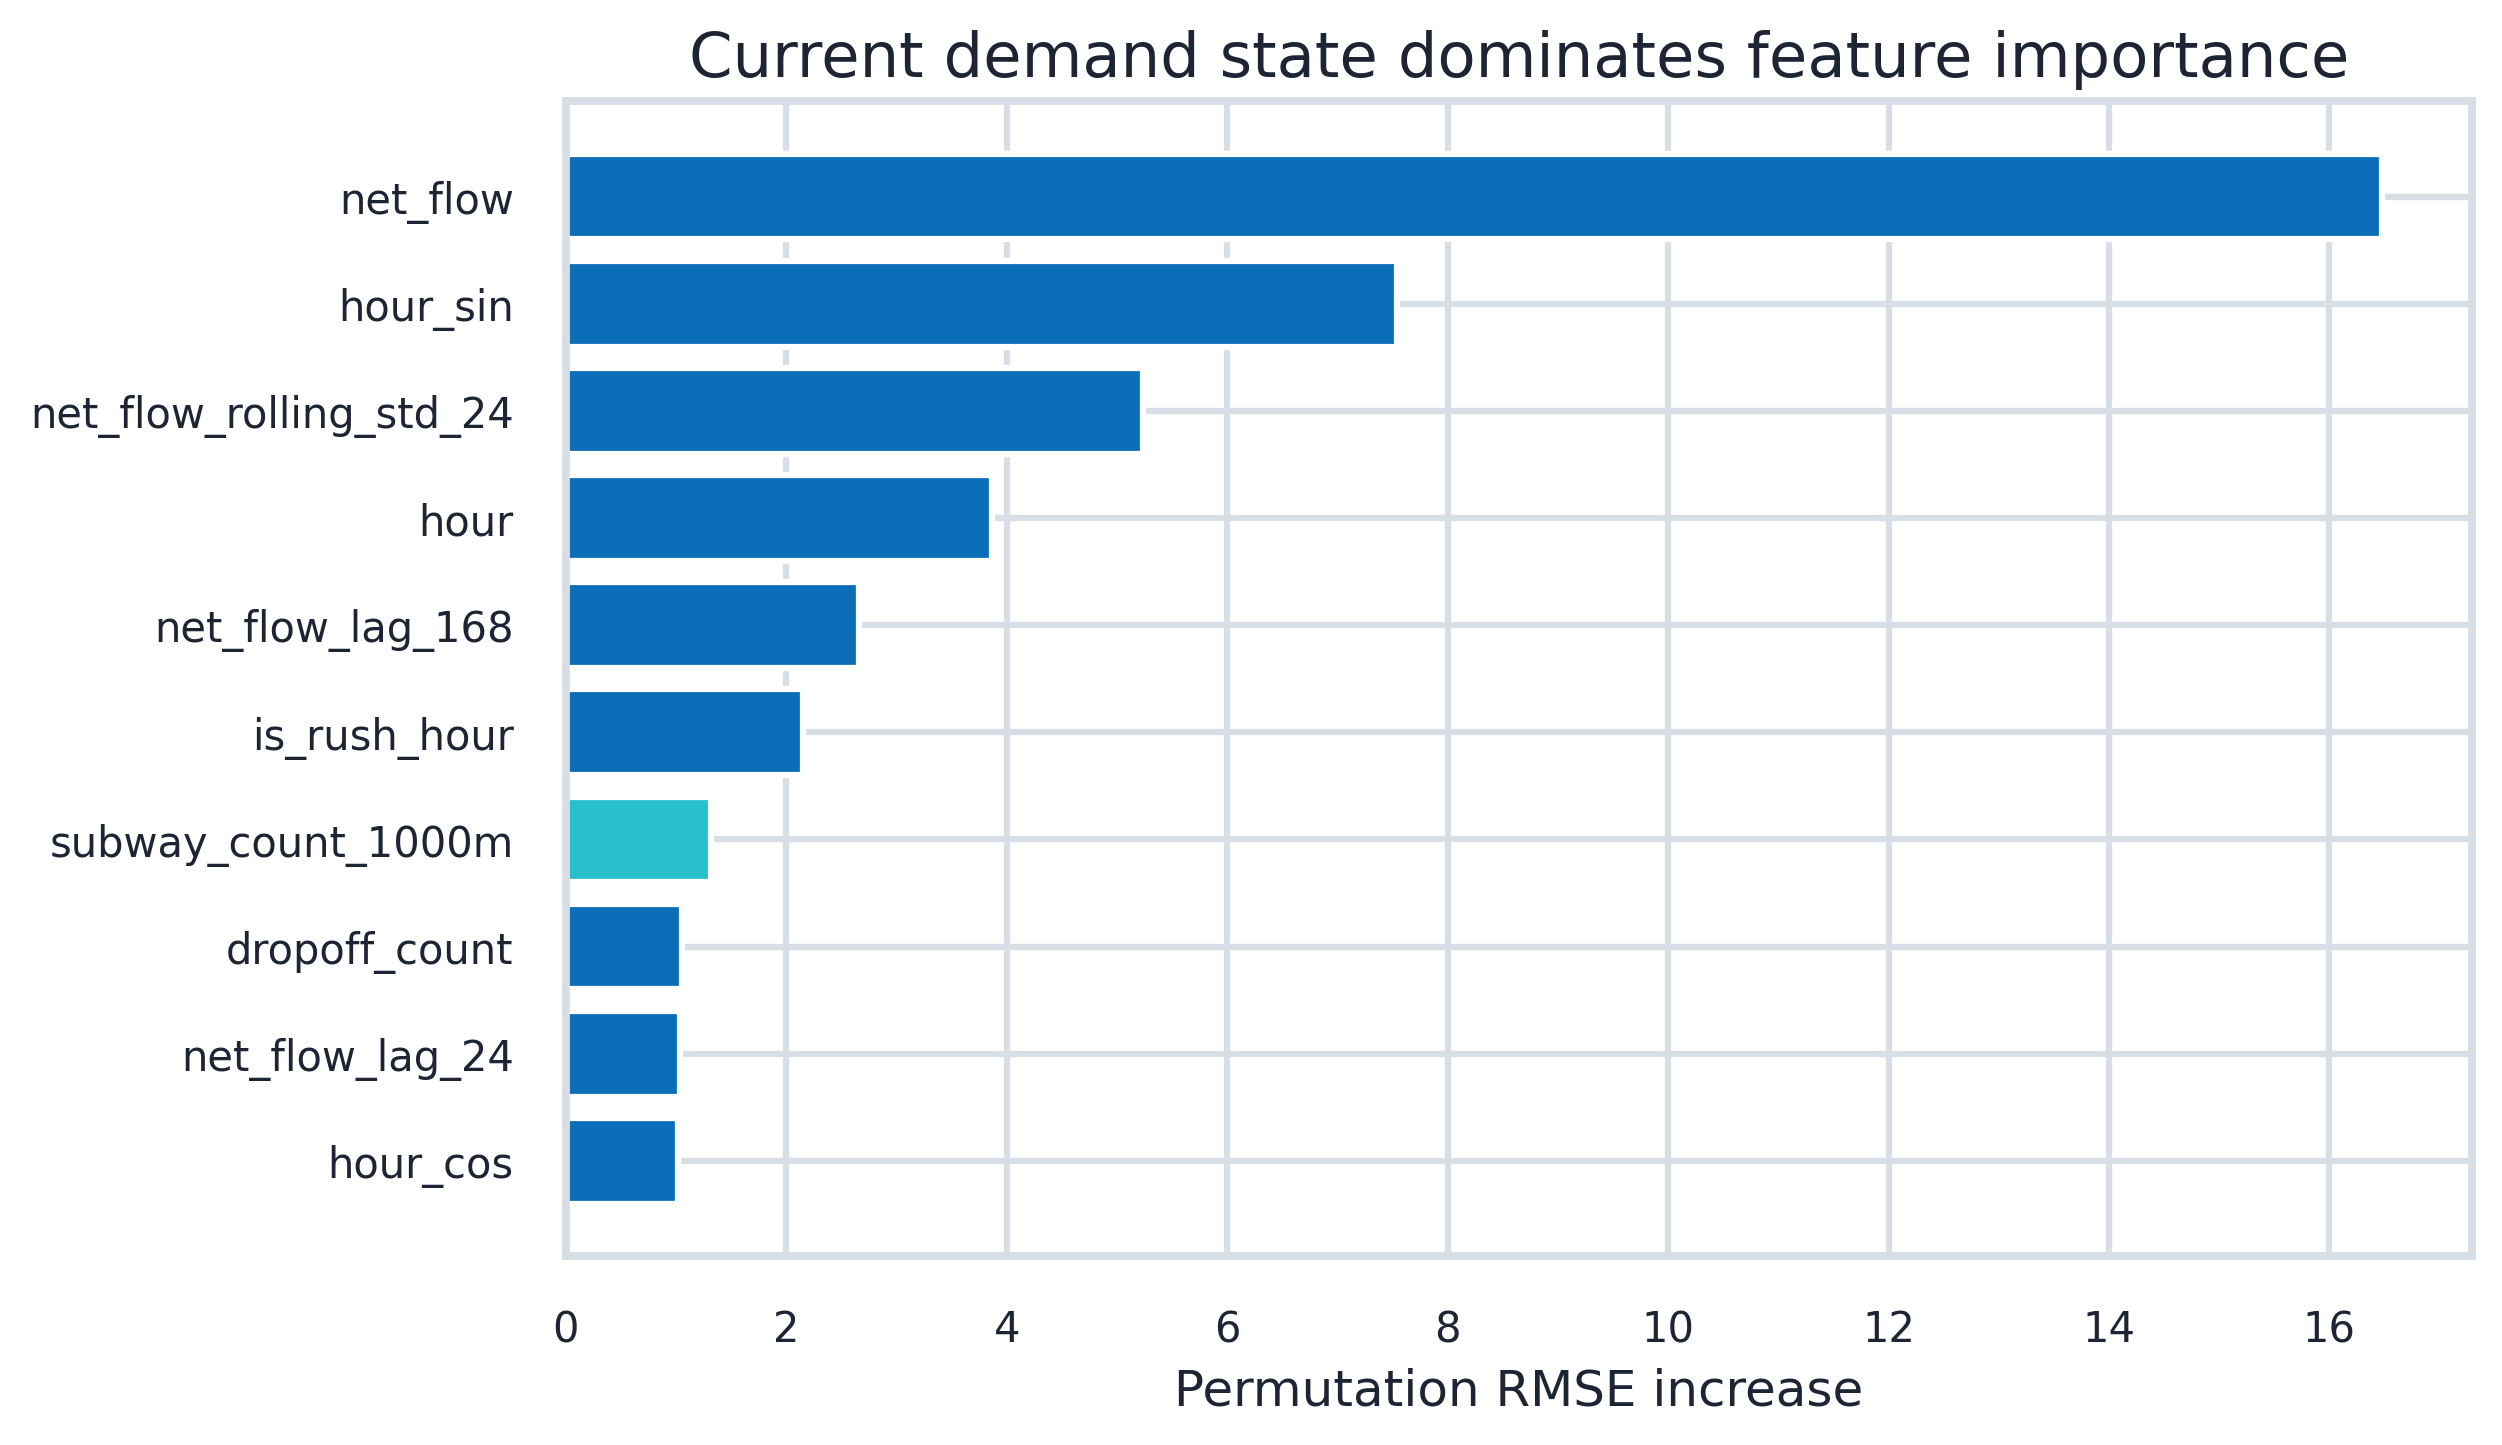 Current demand state dominates feature importance
net_flow
hour_sin
net_flow_rolling_std_24
hour
net_flow_lag_168
is_rush_hour
subway_count_1000m
dropoff_count
net_flow_lag_24
hour_cos
0 2 4 6 8 10 12 14 16
Permutation RMSE increase